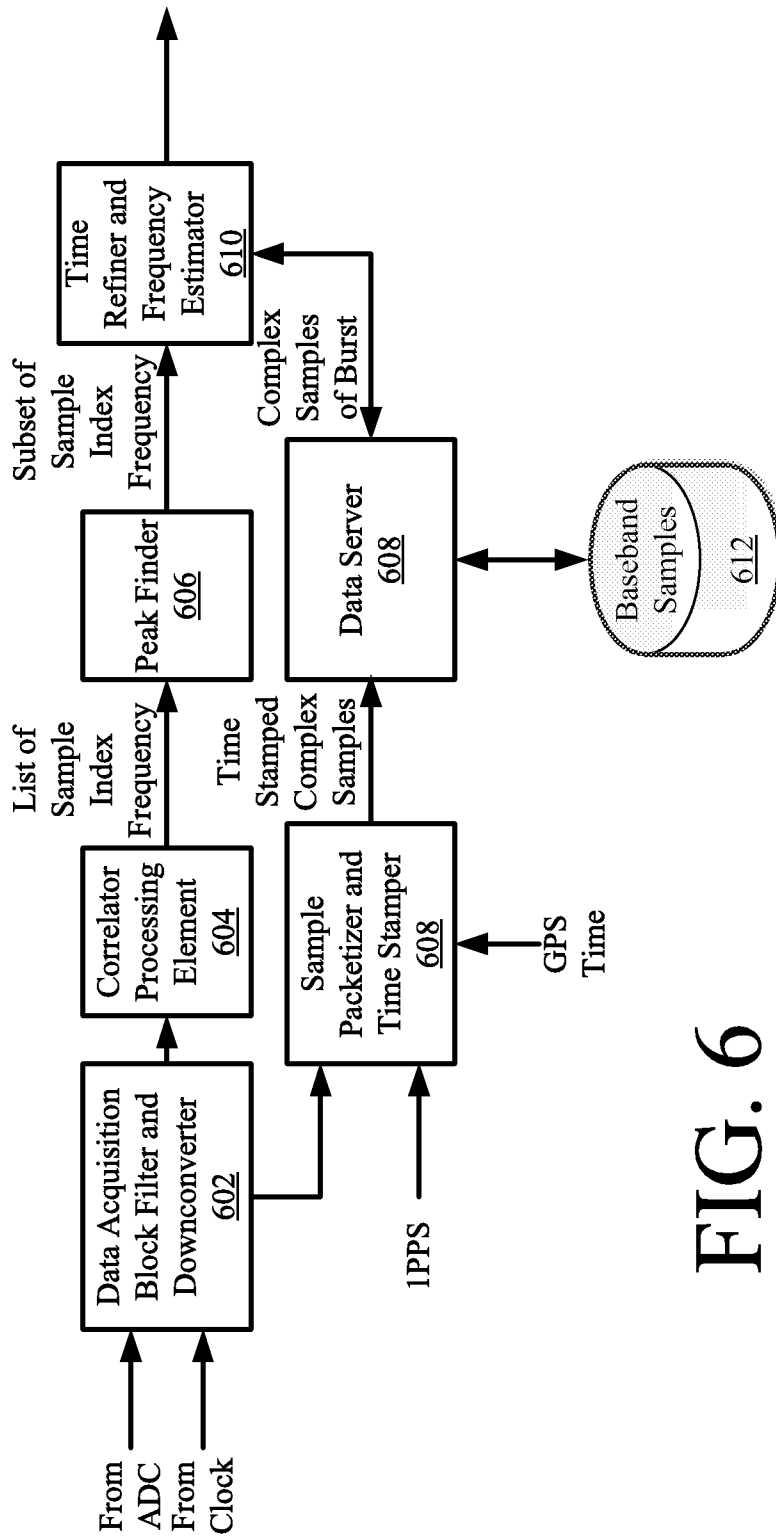 From
ADC
From
Clock
Data Acquisition
Block Filter and
Downconverter
602
Correlator
Processing
Element
604
List of
Sample
Index
Frequency
Peak Finder
606
Subset of
Sample
Index
Frequency
Time
Refiner and
Frequency
Estimator
610
1PPS
Sample
Packetizer and
Time Stamper
608
GPS
Time
Time
Stamped
Complex
Samples
Data Server
608
Complex
Samples
of Burst
Baseband
Samples
612
FIG. 6